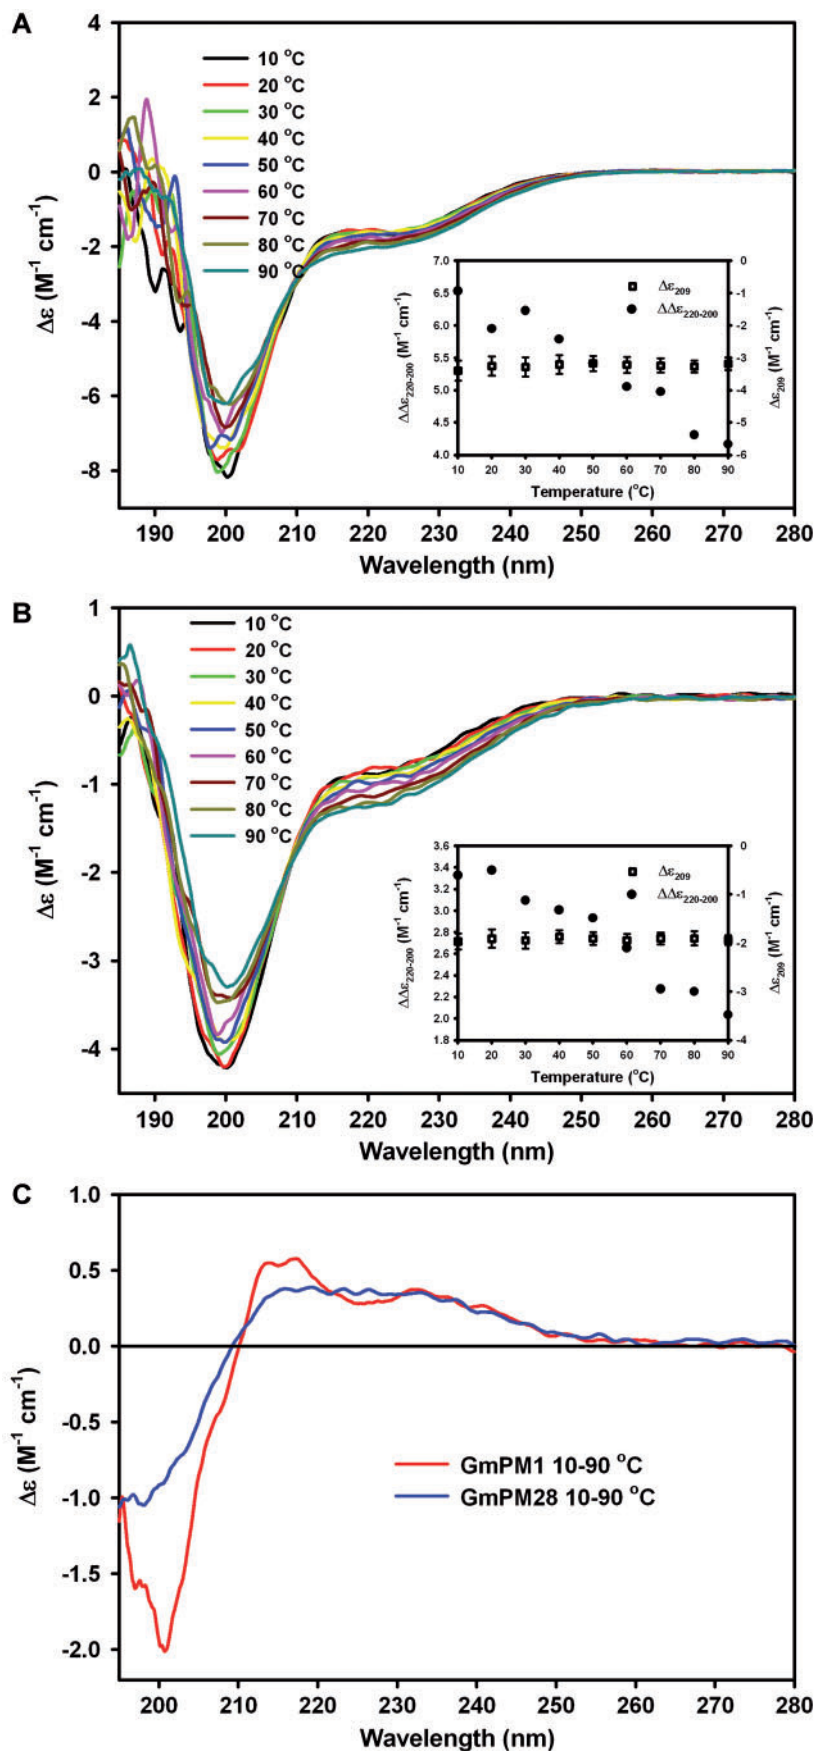 A
4
2
0
-2
-4
-6
-8
Δε (M⁻¹ cm⁻¹)
10 °C
20 °C
30 °C
40 °C
50 °C
60 °C
70 °C
80 °C
90 °C
7.0
6.5
6.0
5.5
5.0
4.5
4.0
ΔΔε₂₂₀₋₂₀₀ (M⁻¹ cm⁻¹)
Δε₂₀₉
ΔΔε₂₂₀₋₂₀₀
0
-1
-2
-3
-4
-5
-6
Δε₂₀₉ (M⁻¹ cm⁻¹)
10 20 30 40 50 60 70 80 90
Temperature (°C)
190 200 210 220 230 240 250 260 270 280
Wavelength (nm)
B
1
0
-1
-2
-3
-4
Δε (M⁻¹ cm⁻¹)
10 °C
20 °C
30 °C
40 °C
50 °C
60 °C
70 °C
80 °C
90 °C
3.6
3.4
3.2
3.0
2.8
2.6
2.4
2.2
2.0
1.8
ΔΔε₂₂₀₋₂₀₀ (M⁻¹ cm⁻¹)
Δε₂₀₉
ΔΔε₂₂₀₋₂₀₀
0
-1
-2
-3
-4
Δε₂₀₉ (M⁻¹ cm⁻¹)
10 20 30 40 50 60 70 80 90
Temperature (°C)
190 200 210 220 230 240 250 260 270 280
Wavelength (nm)
C
1.0
0.5
0.0
-0.5
-1.0
-1.5
-2.0
Δε (M⁻¹ cm⁻¹)
GmPM1 10-90 °C
GmPM28 10-90 °C
200 210 220 230 240 250 260 270 280
Wavelength (nm)